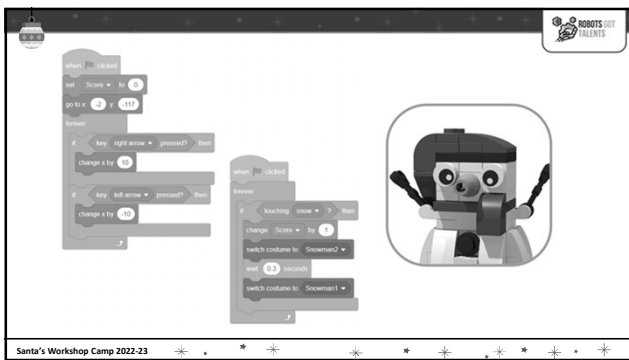 ROBOTS GOT
TALENTS
when clicked
set Score to 0
go to x: -2 y: -117
forever
if key right arrow pressed? then
change x by 10
if key left arrow pressed? then
change x by -10
when clicked
forever
if touching snow ? then
change Score by 1
switch costume to Snowman2
wait 0.3 seconds
switch costume to Snowman1
Santa's Workshop Camp 2022-23